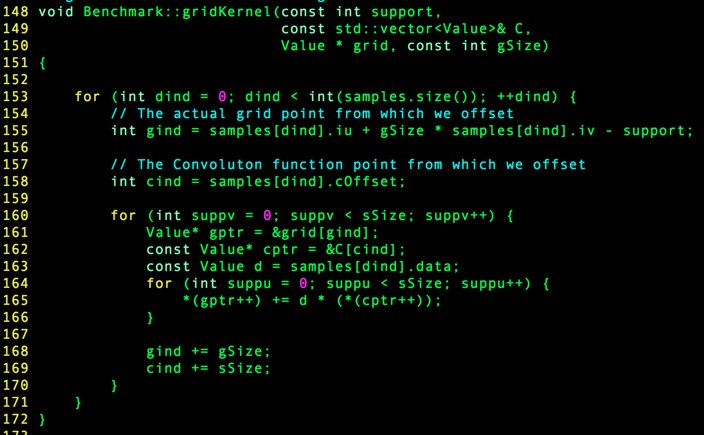 148 void Benchmark::gridKernel(const int support,
149                            const std::vector<Value>& C,
150                            Value * grid, const int gSize)
151 {
152
153     for (int dind = 0; dind < int(samples.size()); ++dind) {
154         // The actual grid point from which we offset
155         int gind = samples[dind].iu + gSize * samples[dind].iv - support;
156
157         // The Convoluton function point from which we offset
158         int cind = samples[dind].cOffset;
159
160         for (int suppv = 0; suppv < sSize; suppv++) {
161             Value* gptr = &grid[gind];
162             const Value* cptr = &C[cind];
163             const Value d = samples[dind].data;
164             for (int suppu = 0; suppu < sSize; suppu++) {
165                 *(gptr++) += d * (*(cptr++));
166             }
167
168             gind += gSize;
169             cind += sSize;
170         }
171     }
172 }